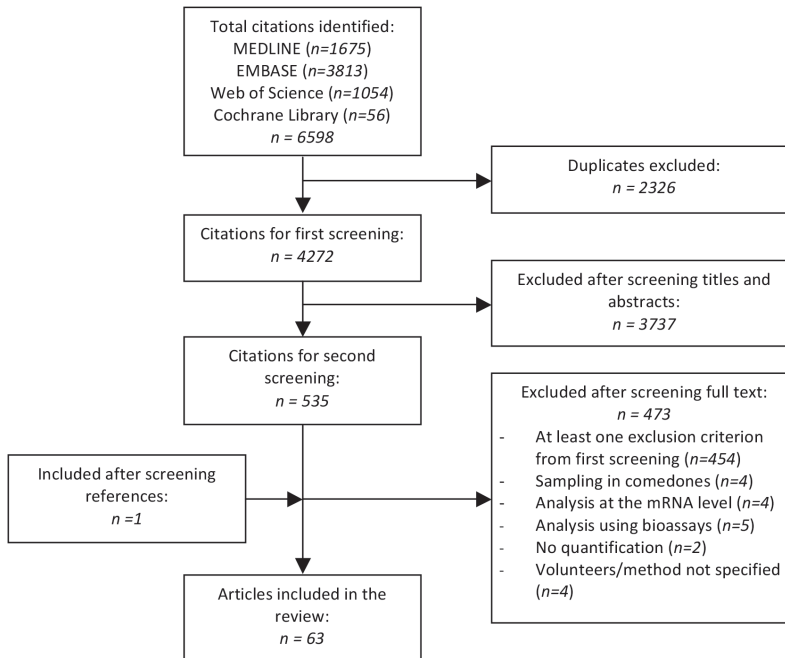 Total citations identified:
MEDLINE (n=1675)
EMBASE (n=3813)
Web of Science (n=1054)
Cochrane Library (n=56)
n = 6598
Duplicates excluded:
n = 2326
Citations for first screening:
n = 4272
Excluded after screening titles and
abstracts:
n = 3737
Citations for second
screening:
n = 535
Excluded after screening full text:
n = 473
- At least one exclusion criterion
from first screening (n=454)
- Sampling in comedones (n=4)
- Analysis at the mRNA level (n=4)
- Analysis using bioassays (n=5)
- No quantification (n=2)
- Volunteers/method not specified
(n=4)
Included after screening
references:
n =1
Articles included in the
review:
n = 63